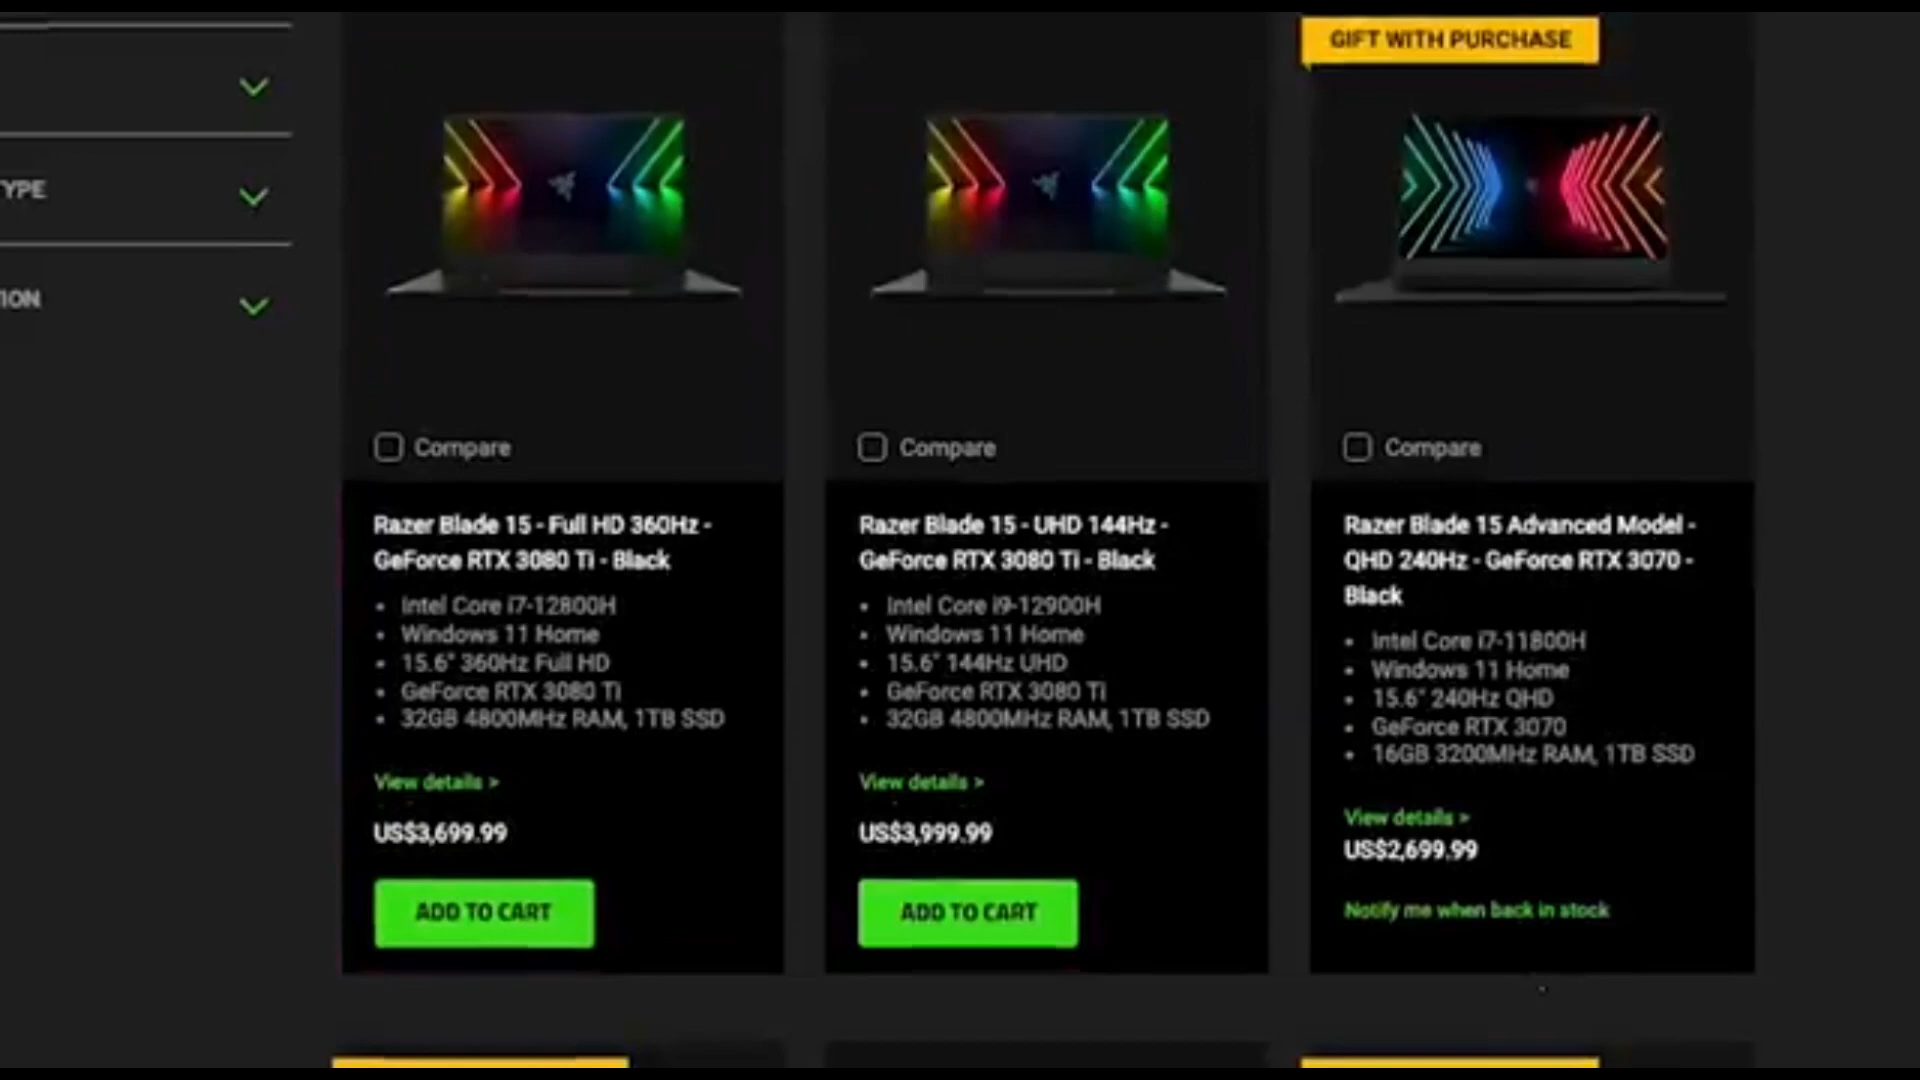 GIFT WITH PURCHASE
TYPE
ION
Compare
Compare
Compare
Razer Blade 15 - Full HD 360Hz -
GeForce RTX 3080 Ti - Black
• Intel Core i7-12800H
• Windows 11 Home
• 15.6" 360Hz Full HD
• GeForce RTX 3080 Ti
• 32GB 4800MHz RAM, 1TB SSD
View details >
US$3,699.99
ADD TO CART
Razer Blade 15 - UHD 144Hz -
GeForce RTX 3080 Ti - Black
• Intel Core i9-12900H
• Windows 11 Home
• 15.6" 144Hz UHD
• GeForce RTX 3080 Ti
• 32GB 4800MHz RAM, 1TB SSD
View details >
US$3,999.99
ADD TO CART
Razer Blade 15 Advanced Model -
QHD 240Hz - GeForce RTX 3070 -
Black
• Intel Core i7-11800H
• Windows 11 Home
• 15.6" 240Hz QHD
• GeForce RTX 3070
• 16GB 3200MHz RAM, 1TB SSD
View details >
US$2,699.99
Notify me when back in stock